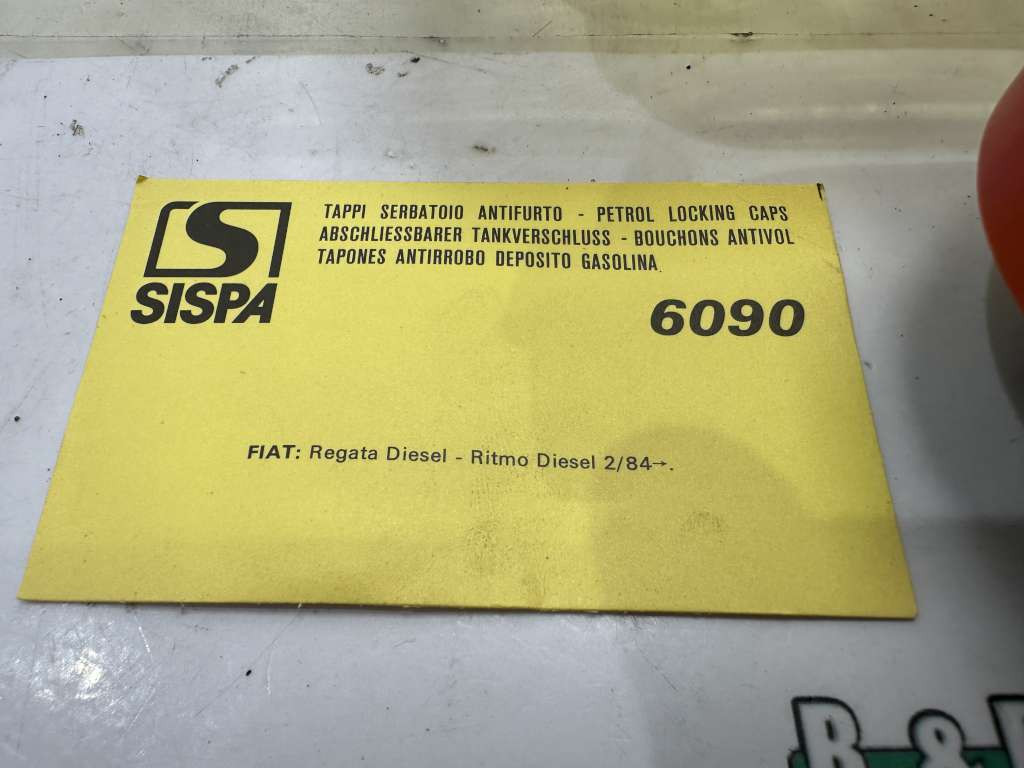 TAPPI SERBATOIO ANTIFURTO - PETROL LOCKING CAPS
ABSCHLIESSBARER TANKVERSCHLUSS - BOUCHONS ANTIVOL
TAPONES ANTIRROBO DEPOSITO GASOLINA
S
SISPA
6090
FIAT: Regata Diesel - Ritmo Diesel 2/84→.
B &